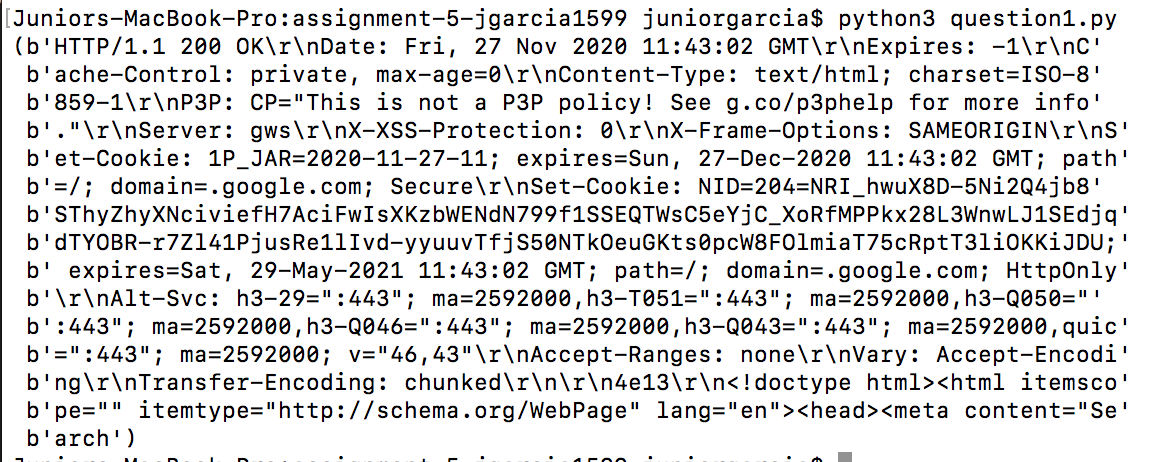 [Juniors-MacBook-Pro:assignment-5-jgarcia1599 juniorgarcia$ python3 question1.py
(b'HTTP/1.1 200 OK\r\nDate: Fri, 27 Nov 2020 11:43:02 GMT\r\nExpires: -1\r\nC'
b'ache-Control: private, max-age=0\r\nContent-Type: text/html; charset=ISO-8'
b'859-1\r\nP3P: CP="This is not a P3P policy! See g.co/p3phelp for more info'
b'."\r\nServer: gws\r\nX-XSS-Protection: 0\r\nX-Frame-Options: SAMEORIGIN\r\nS'
b'et-Cookie: 1P_JAR=2020-11-27-11; expires=Sun, 27-Dec-2020 11:43:02 GMT; path'
b'=/; domain=.google.com; Secure\r\nSet-Cookie: NID=204=NRI_hwuX8D-5Ni2Q4jb8'
b'SThyZhyXNciviefH7AciFwIsXKzbWENdN799f1SSEQTWsC5eYjC_XoRfMPPkx28L3WnwLJ1SEdjq'
b'dTYOBR-r7Zl41PjusRe1lIvd-yyuuvTfjS50NTkOeuGKts0pcW8FOlmiaT75cRptT3liOKKiJDU;'
b' expires=Sat, 29-May-2021 11:43:02 GMT; path=/; domain=.google.com; HttpOnly'
b'\r\nAlt-Svc: h3-29=":443"; ma=2592000,h3-T051=":443"; ma=2592000,h3-Q050="'
b':443"; ma=2592000,h3-Q046=":443"; ma=2592000,h3-Q043=":443"; ma=2592000,quic'
b'=":443"; ma=2592000; v="46,43"\r\nAccept-Ranges: none\r\nVary: Accept-Encodi'
b'ng\r\nTransfer-Encoding: chunked\r\n\r\n4e13\r\n<!doctype html><html itemsco'
b'pe="" itemtype="http://schema.org/WebPage" lang="en"><head><meta content="Se'
b'arch')
Juniors-MacBook-Pro:assignment-5-jgarcia1599 juniorgarcia$